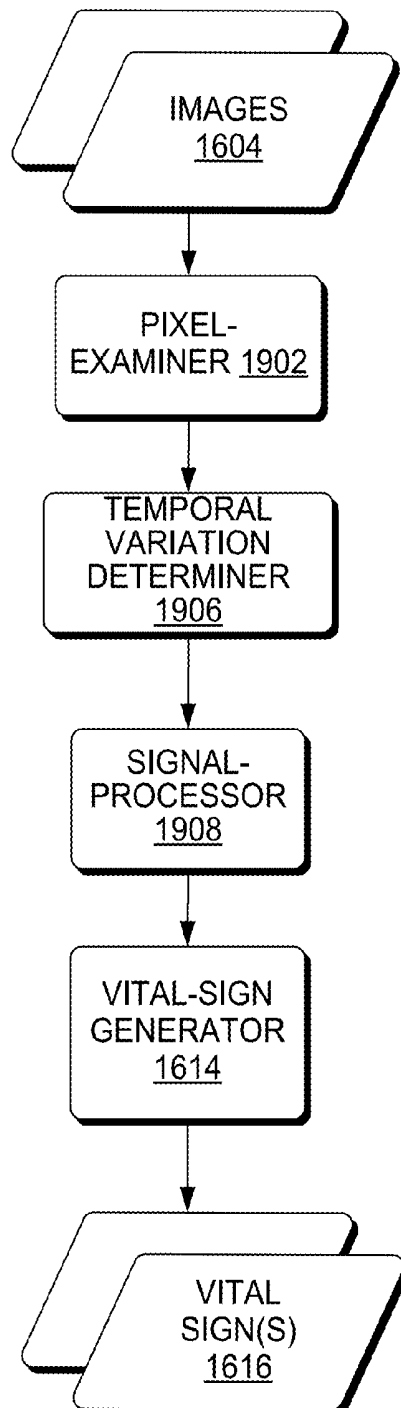 IMAGES
1604
PIXEL-
EXAMINER 1902
TEMPORAL
VARIATION
DETERMINER
1906
SIGNAL-
PROCESSOR
1908
VITAL-SIGN
GENERATOR
1614
VITAL
SIGN(S)
1616